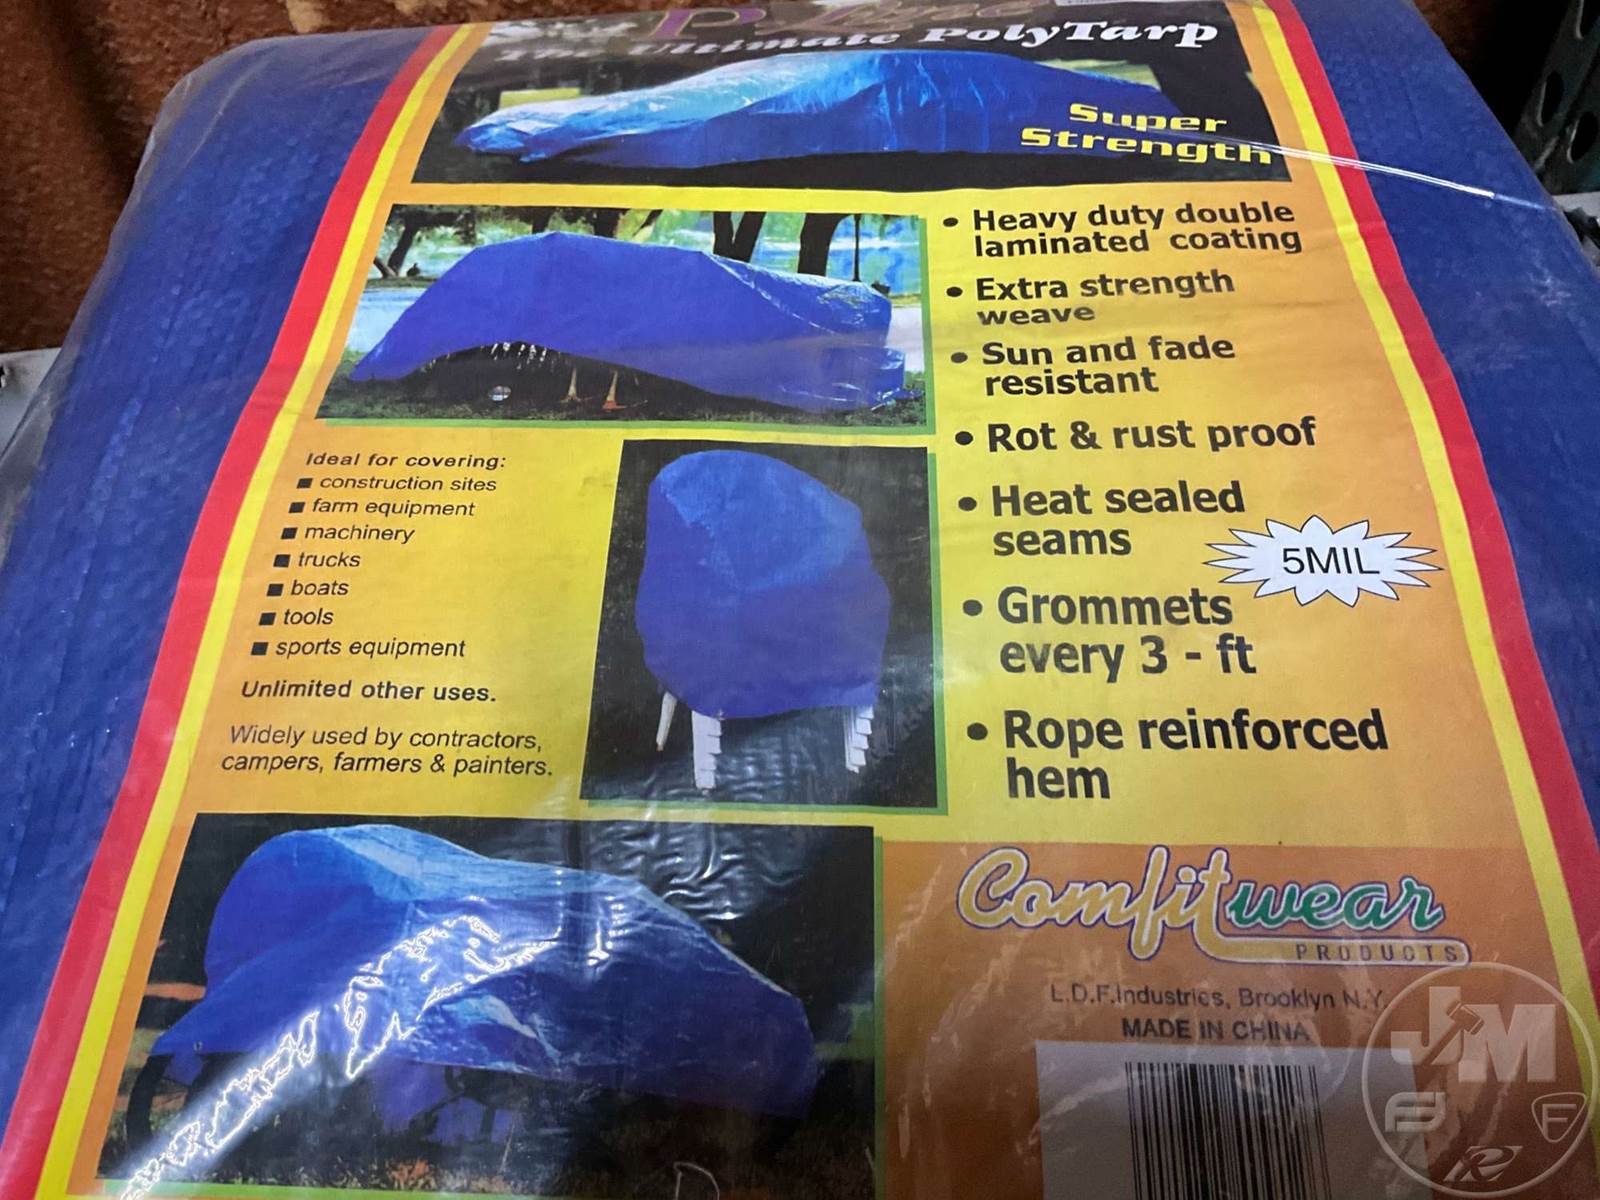 The Ultimate PolyTarp
Super
Strength
• Heavy duty double
laminated coating
• Extra strength
weave
• Sun and fade
resistant
• Rot & rust proof
• Heat sealed
seams
5MIL
• Grommets
every 3 - ft
• Rope reinforced
hem
Ideal for covering:
■ construction sites
■ farm equipment
■ machinery
■ trucks
■ boats
■ tools
■ sports equipment
Unlimited other uses.
Widely used by contractors,
campers, farmers & painters.
Comfitwear
PRODUCTS
L.D.F.Industries, Brooklyn N.Y.
MADE IN CHINA
JM
F
R